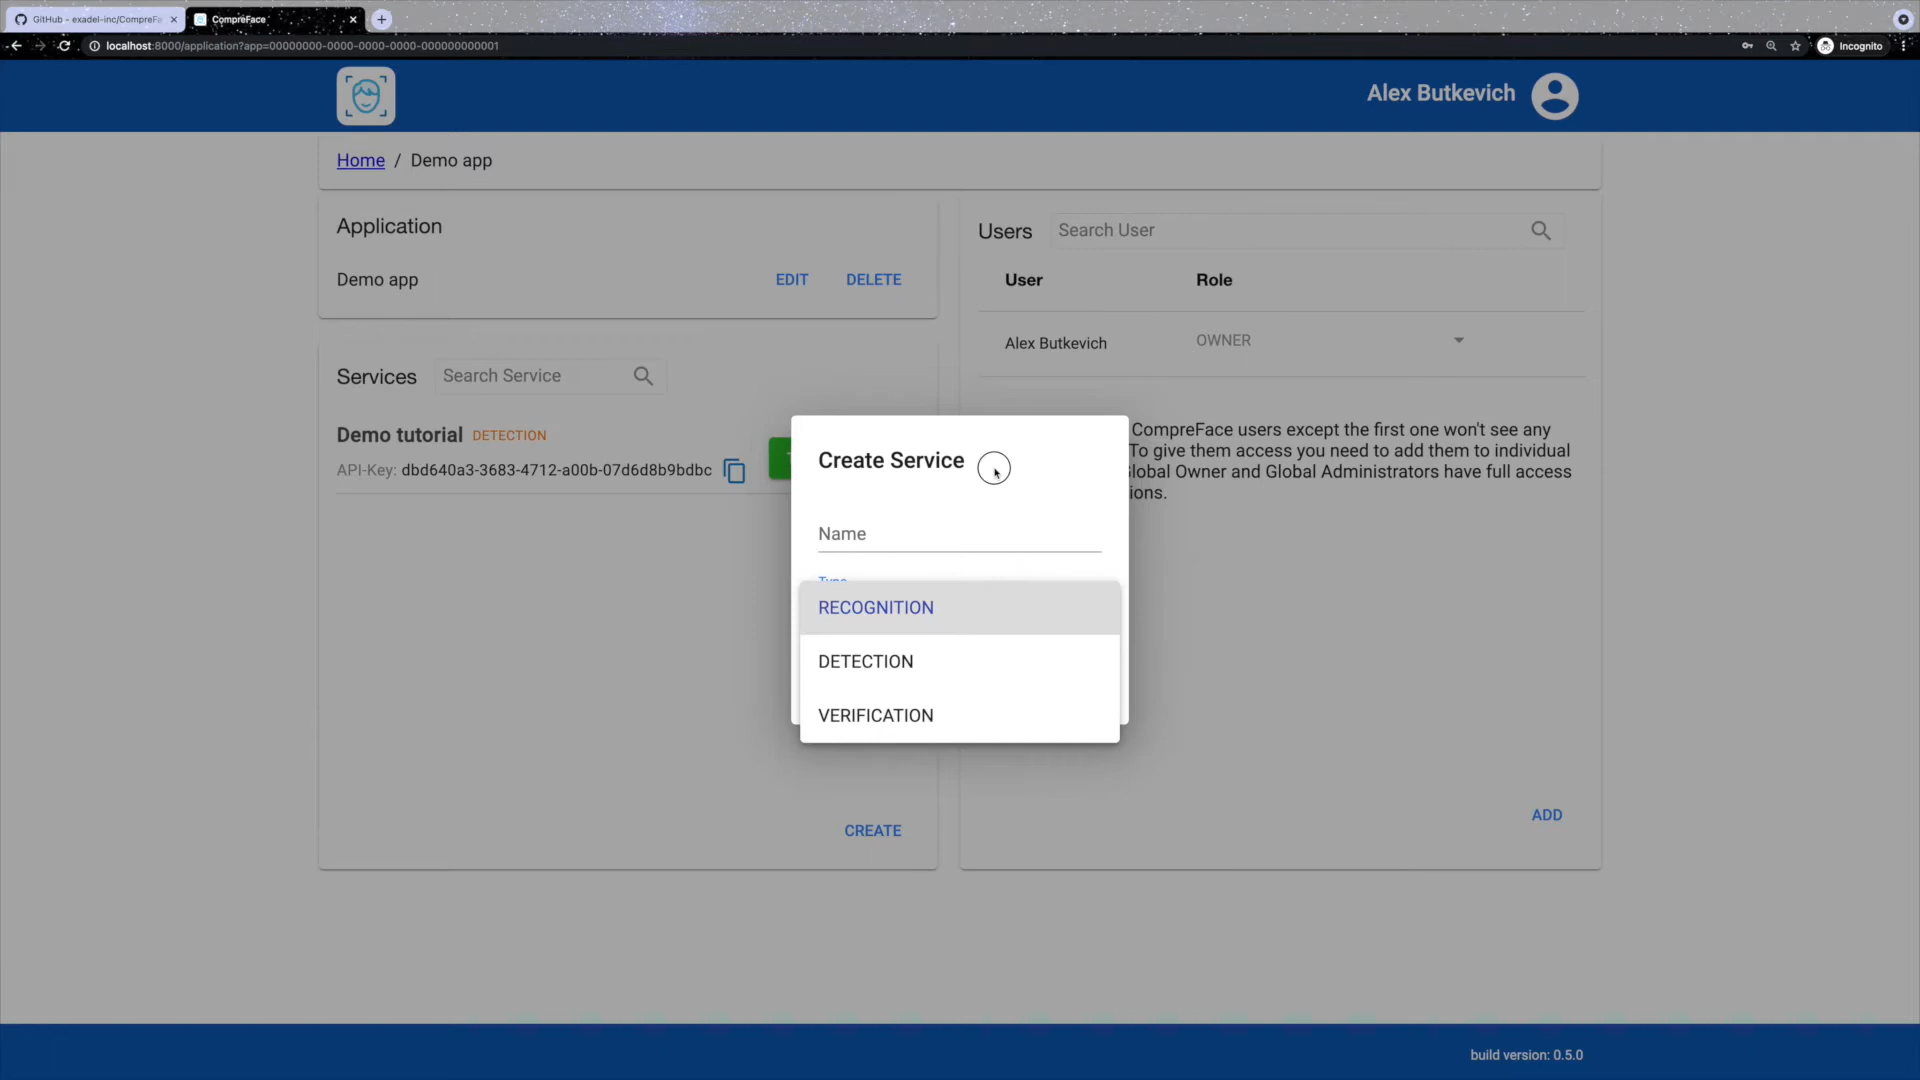 GitHub - exadel-inc/CompreFa
CompreFace
localhost:8000/application?app=00000000-0000-0000-0000-000000000001
Incognito
Alex Butkevich
Home / Demo app
Application
Demo app
EDIT
DELETE
Services
Search Service
Demo tutorial DETECTION
API-Key: dbd640a3-3683-4712-a00b-07d6d8b9bdbc
CREATE
Users
Search User
User
Role
Alex Butkevich
OWNER
CompreFace users except the first one won't see any
To give them access you need to add them to individual
lobal Owner and Global Administrators have full access
ions.
ADD
Create Service
Name
Type
RECOGNITION
DETECTION
VERIFICATION
build version: 0.5.0